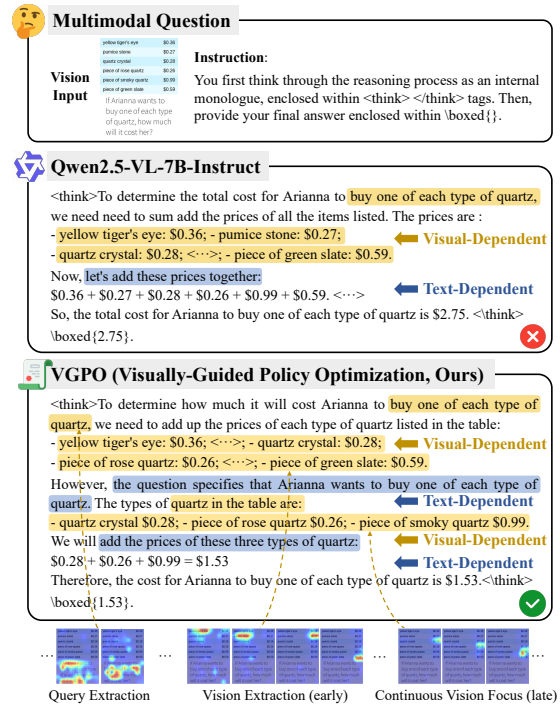 Multimodal Question
Vision Input
yellow tiger's eye $0.36
pumice stone $0.27
quartz crystal $0.28
piece of rose quartz $0.26
piece of smoky quartz $0.99
piece of green slate $0.59
If Arianna wants to
buy one of each type
of quartz, how much
will it cost her?
Instruction:
You first think through the reasoning process as an internal
monologue, enclosed within <think> </think> tags. Then,
provide your final answer enclosed within \boxed{}.
Qwen2.5-VL-7B-Instruct
<think>To determine the total cost for Arianna to buy one of each type of quartz,
we need need to sum add the prices of all the items listed. The prices are :
- yellow tiger's eye: $0.36; - pumice stone: $0.27;
- quartz crystal: $0.28; <···>; - piece of green slate: $0.59.
Visual-Dependent
Now, let's add these prices together:
$0.36 + $0.27 + $0.28 + $0.26 + $0.99 + $0.59. <···>
Text-Dependent
So, the total cost for Arianna to buy one of each type of quartz is $2.75. <\think>
\boxed{2.75}.
VGPO (Visually-Guided Policy Optimization, Ours)
<think>To determine how much it will cost Arianna to buy one of each type of
quartz, we need to add up the prices of each type of quartz listed in the table:
- yellow tiger's eye: $0.36; <···>; - quartz crystal: $0.28;
Visual-Dependent
- piece of rose quartz: $0.26; <···>; - piece of green slate: $0.59.
However, the question specifies that Arianna wants to buy one of each type of
quartz. The types of quartz in the table are:
Text-Dependent
- quartz crystal $0.28; - piece of rose quartz $0.26; - piece of smoky quartz $0.99.
We will add the prices of these three types of quartz:
Visual-Dependent
$0.28 + $0.26 + $0.99 = $1.53
Text-Dependent
Therefore, the cost for Arianna to buy one of each type of quartz is $1.53.<\think>
\boxed{1.53}.
Query Extraction
Vision Extraction (early)
Continuous Vision Focus (late)